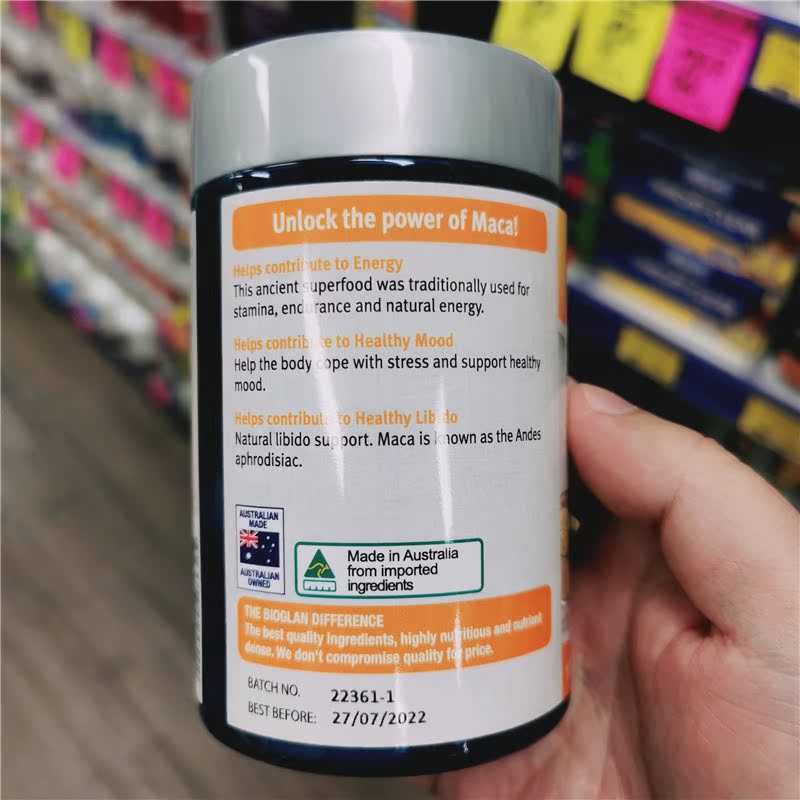 Unlock the power of Maca!
Helps contribute to Energy
This ancient superfood was traditionally used for
stamina, endurance and natural energy.
Helps contribute to Healthy Mood
Help the body cope with stress and support healthy
mood.
Helps contribute to Healthy Libido
Natural libido support. Maca is known as the Andes
aphrodisiac.
AUSTRALIAN
MADE
AUSTRALIAN
OWNED
Made in Australia
from imported
ingredients
THE BIOGLAN DIFFERENCE
The best quality ingredients, highly nutritious and nutrient
dense. We don't compromise quality for price.
BATCH NO. 22361-1
BEST BEFORE: 27/07/2022